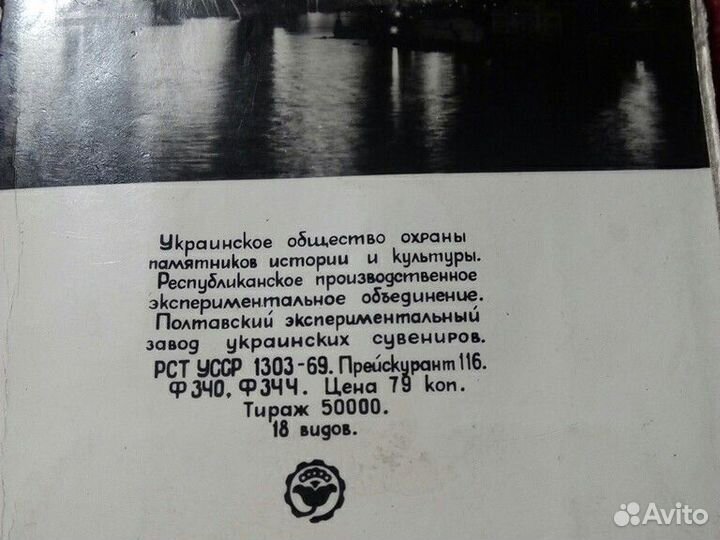 Украинское общество охраны
памятников истории и культуры.
Республиканское производственное
экспериментальное объединение.
Полтавский экспериментальный
завод украинских сувениров.
РСТ УССР 1303-69. Прейскурант 116.
Ф340, Ф344. Цена 79 коп.
Тираж 50000.
18 видов.
Avito